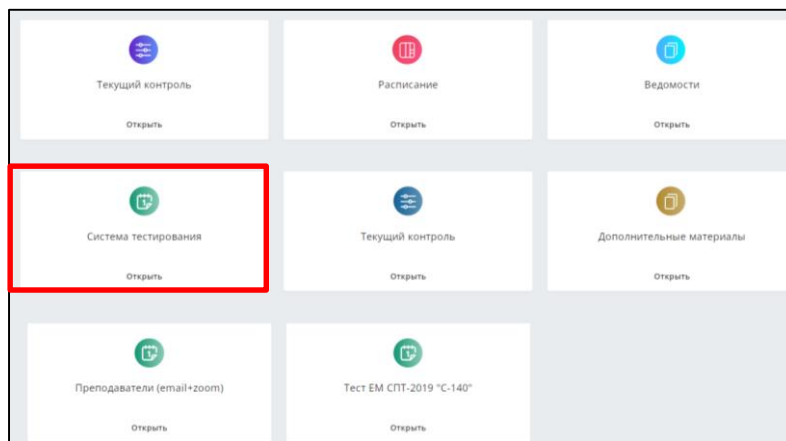 Текущий контроль
Расписание
Ведомости
Открыть
Открыть
Открыть
Система тестирования
Текущий контроль
Дополнительные материалы
Открыть
Открыть
Открыть
Преподаватели (email+zoom)
Тест ЕМ СПТ-2019 "С-140"
Открыть
Открыть